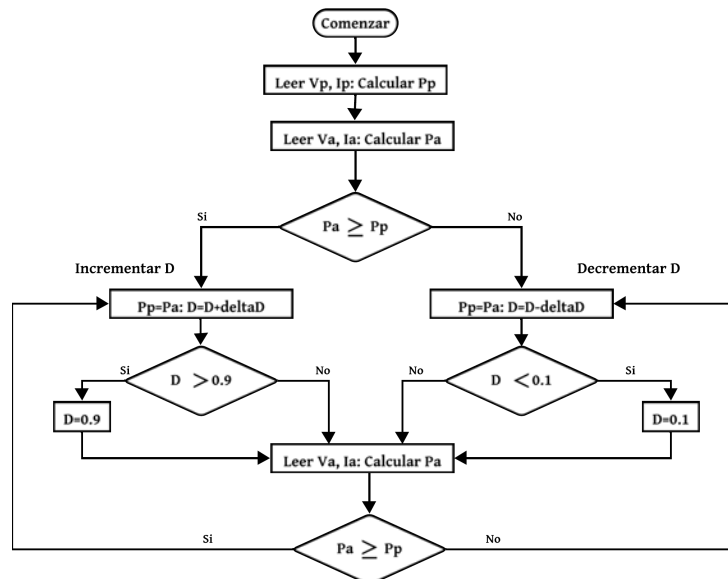 Comenzar
Leer Vp, Ip: Calcular Pp
Leer Va, Ia: Calcular Pa
Si
Pa ≥ Pp
No
Incrementar D
Decrementar D
Pp=Pa: D=D+deltaD
Pp=Pa: D=D-deltaD
Si
D >0.9
No
No
D <0.1
Si
D=0.9
D=0.1
Leer Va, Ia: Calcular Pa
Si
Pa ≥ Pp
No